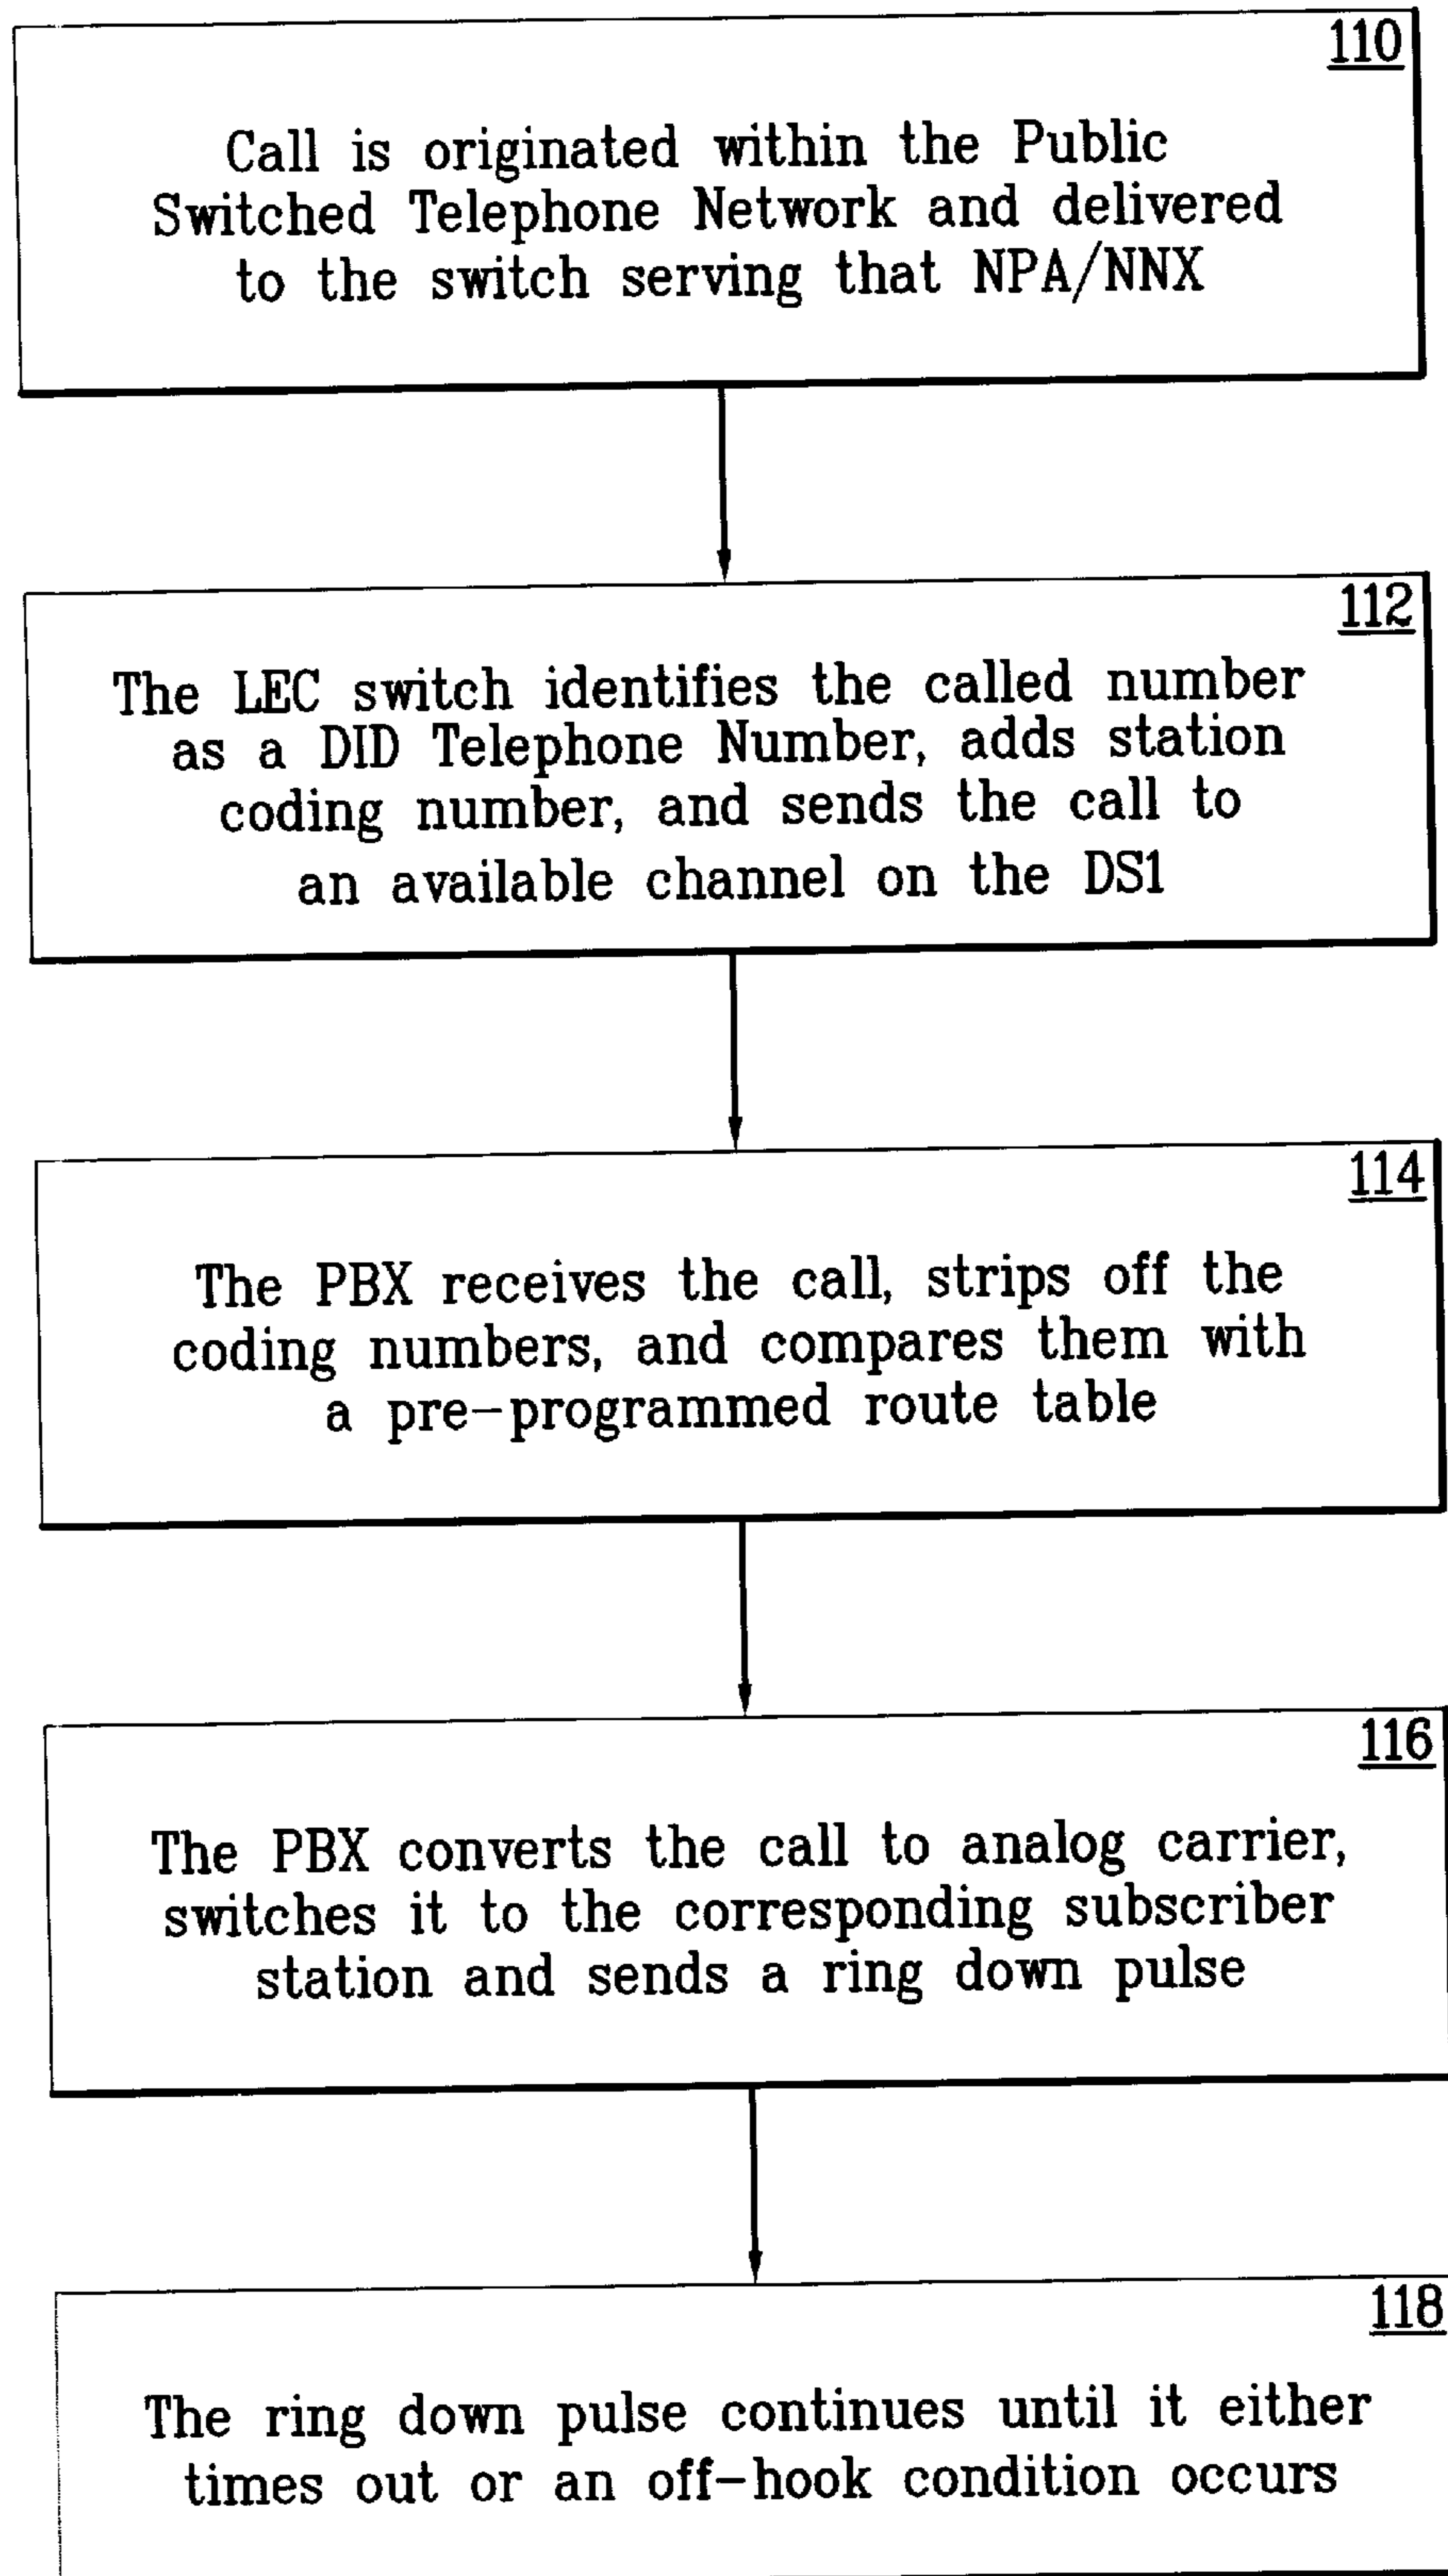 110
Call is originated within the Public
Switched Telephone Network and delivered
to the switch serving that NPA/NNX
112
The LEC switch identifies the called number
as a DID Telephone Number, adds station
coding number, and sends the call to
an available channel on the DS1
114
The PBX receives the call, strips off the
coding numbers, and compares them with
a pre-programmed route table
116
The PBX converts the call to analog carrier,
switches it to the corresponding subscriber
station and sends a ring down pulse
118
The ring down pulse continues until it either
times out or an off-hook condition occurs